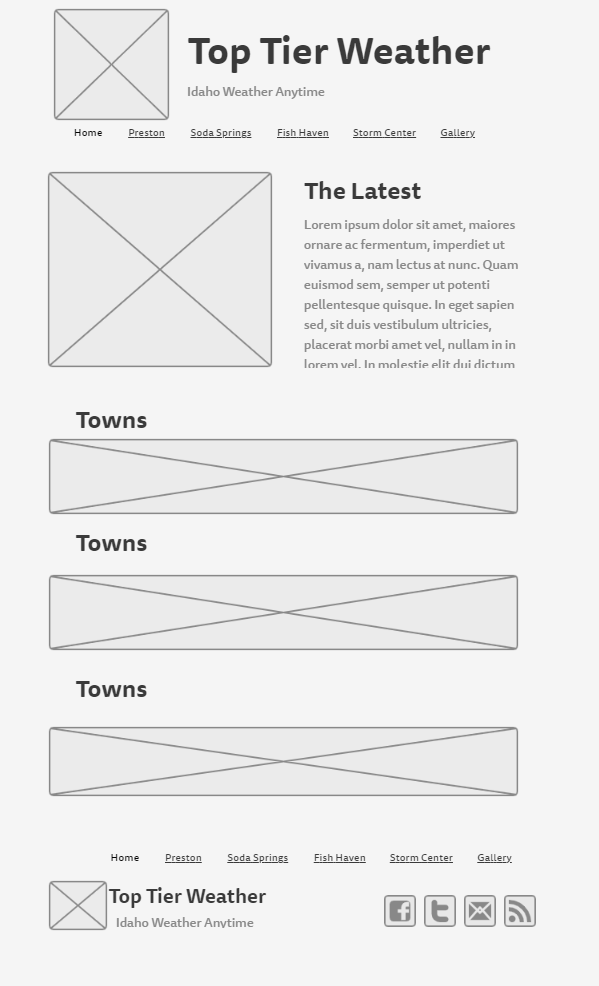 Top Tier Weather
Idaho Weather Anytime
Home Preston Soda Springs Fish Haven Storm Center Gallery
The Latest
Lorem ipsum dolor sit amet, maiores
ornare ac fermentum, imperdiet ut
vivamus a, nam lectus at nunc. Quam
euismod sem, semper ut potenti
pellentesque quisque. In eget sapien
sed, sit duis vestibulum ultricies,
placerat morbi amet vel, nullam in in
lorem vel. In molestie elit dui dictum
Towns
Towns
Towns
Home Preston Soda Springs Fish Haven Storm Center Gallery
Top Tier Weather
Idaho Weather Anytime